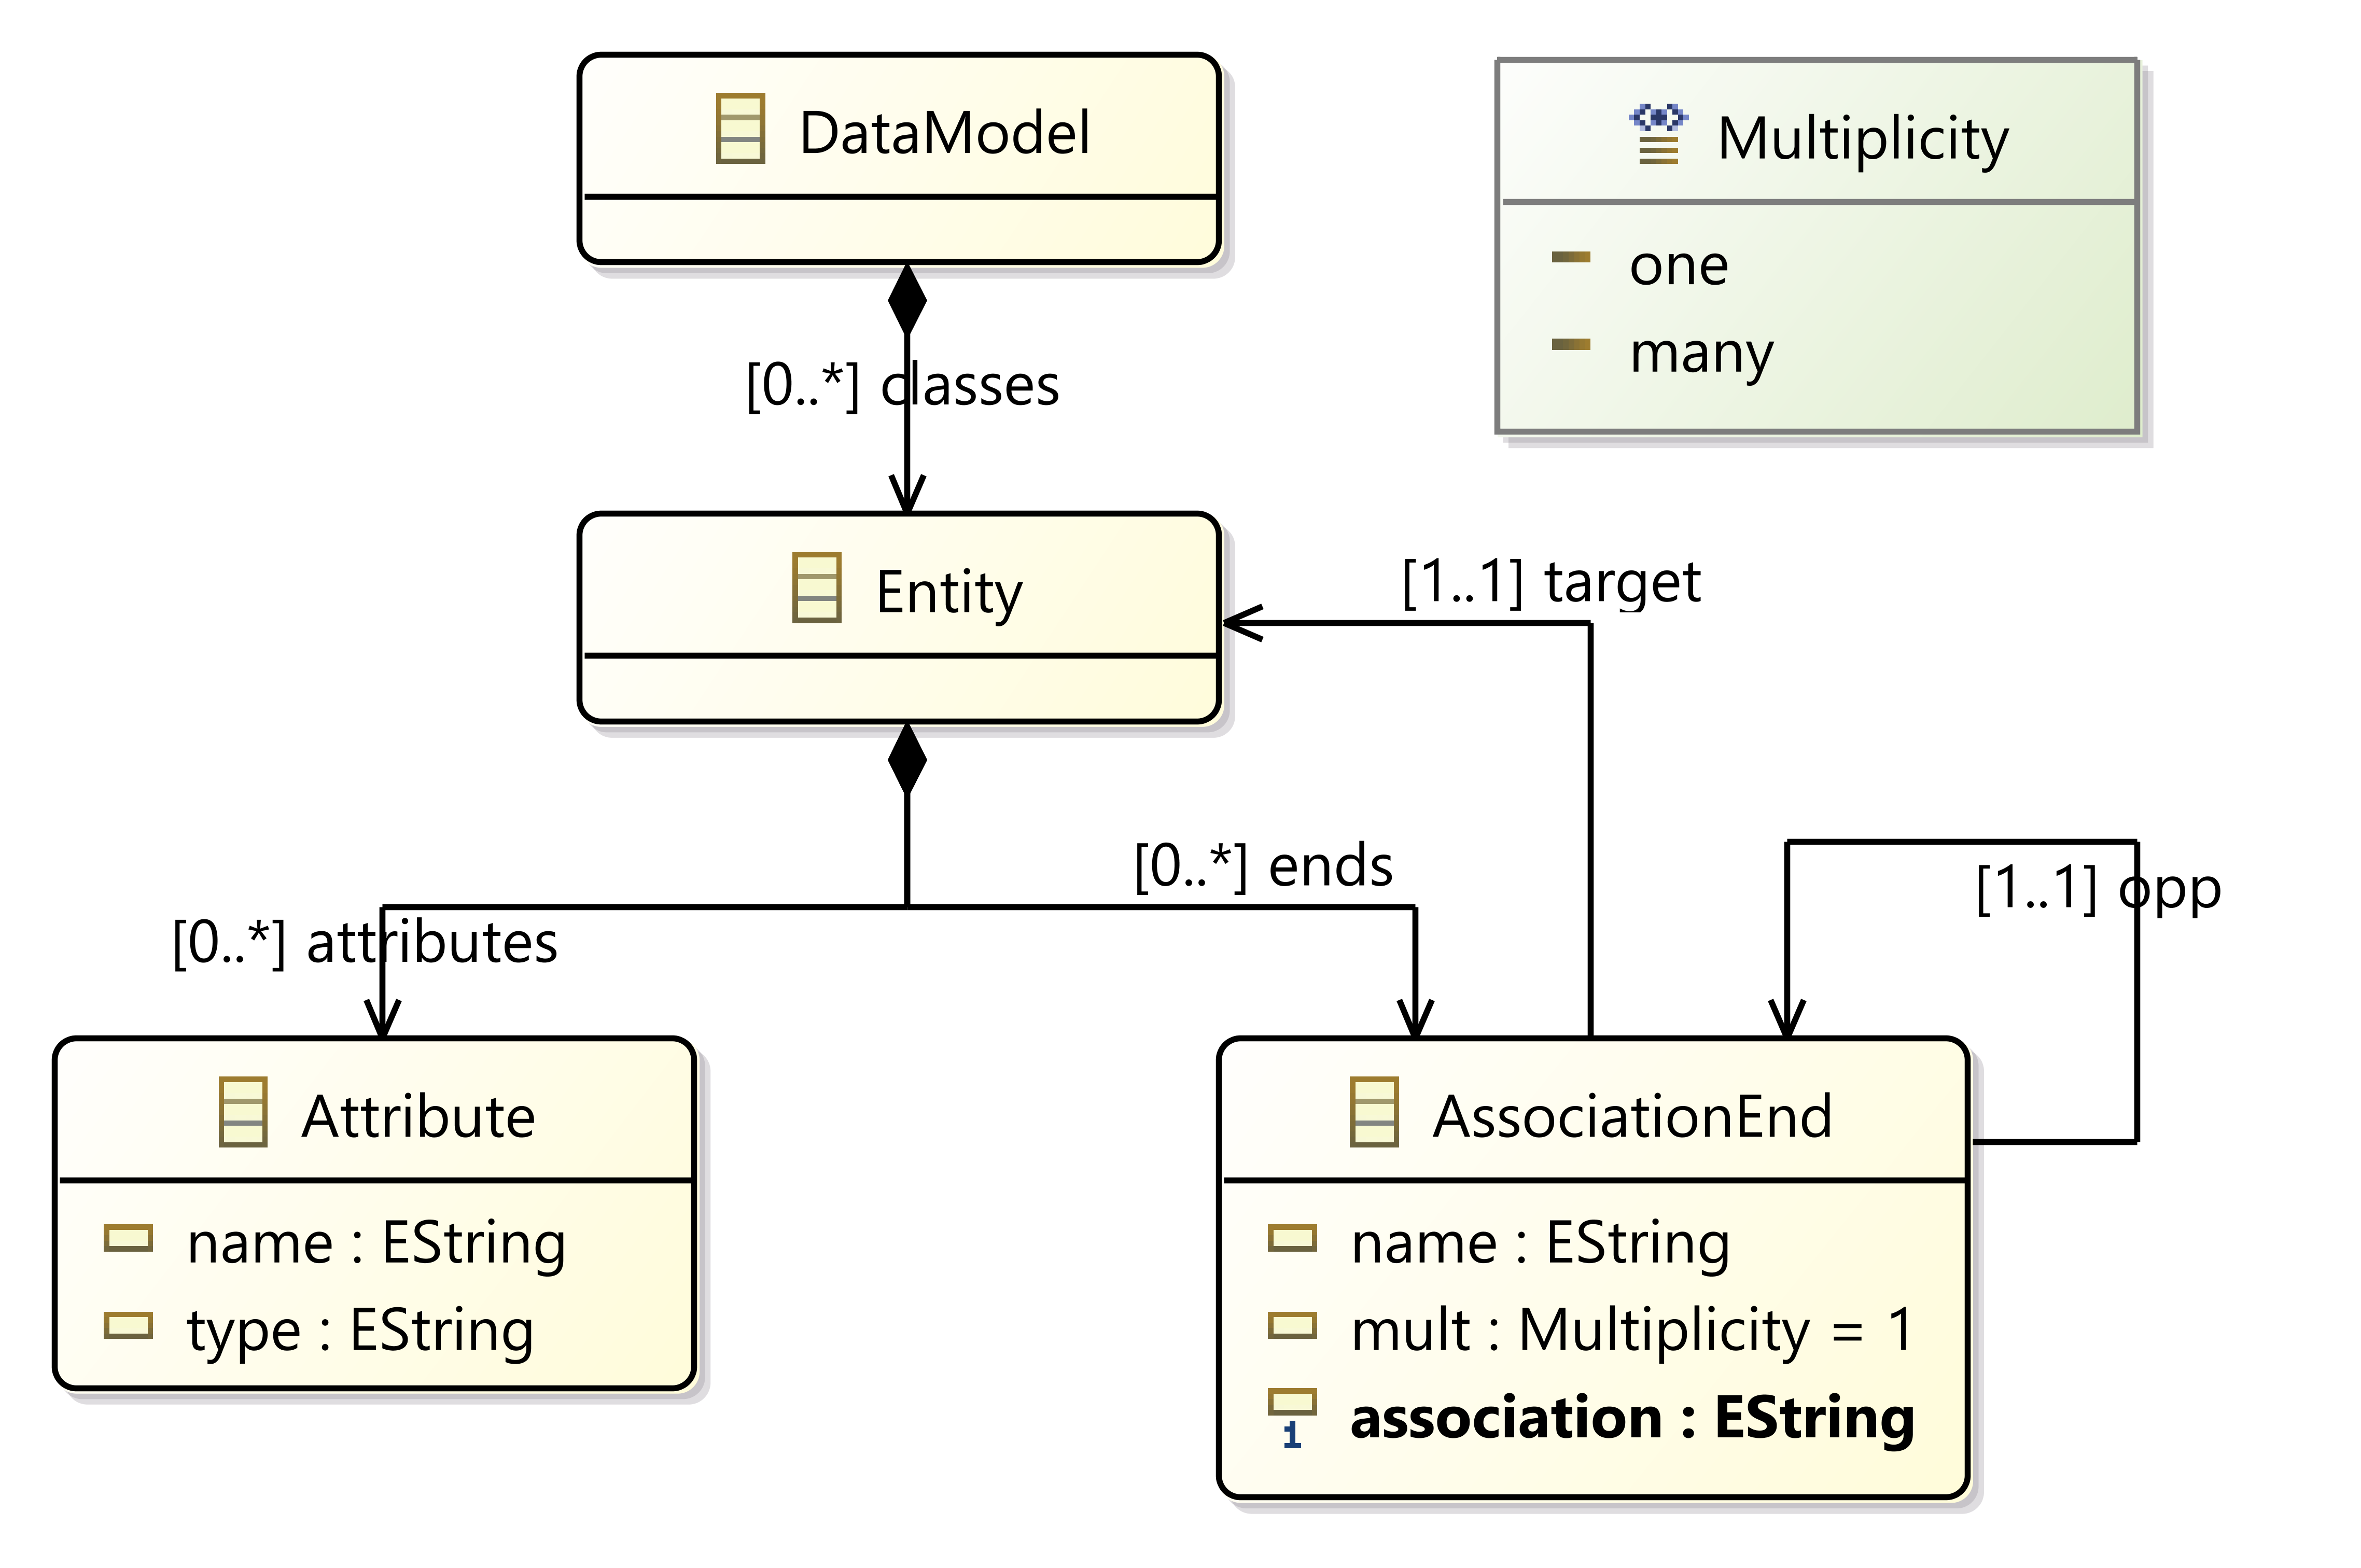 DataModel
Multiplicity
one
many
[0..*] classes
Entity
[1..1] target
[0..*] ends
[1..1] opp
[0..*] attributes
Attribute
name : EString
type : EString
AssociationEnd
name : EString
mult : Multiplicity = 1
association : EString